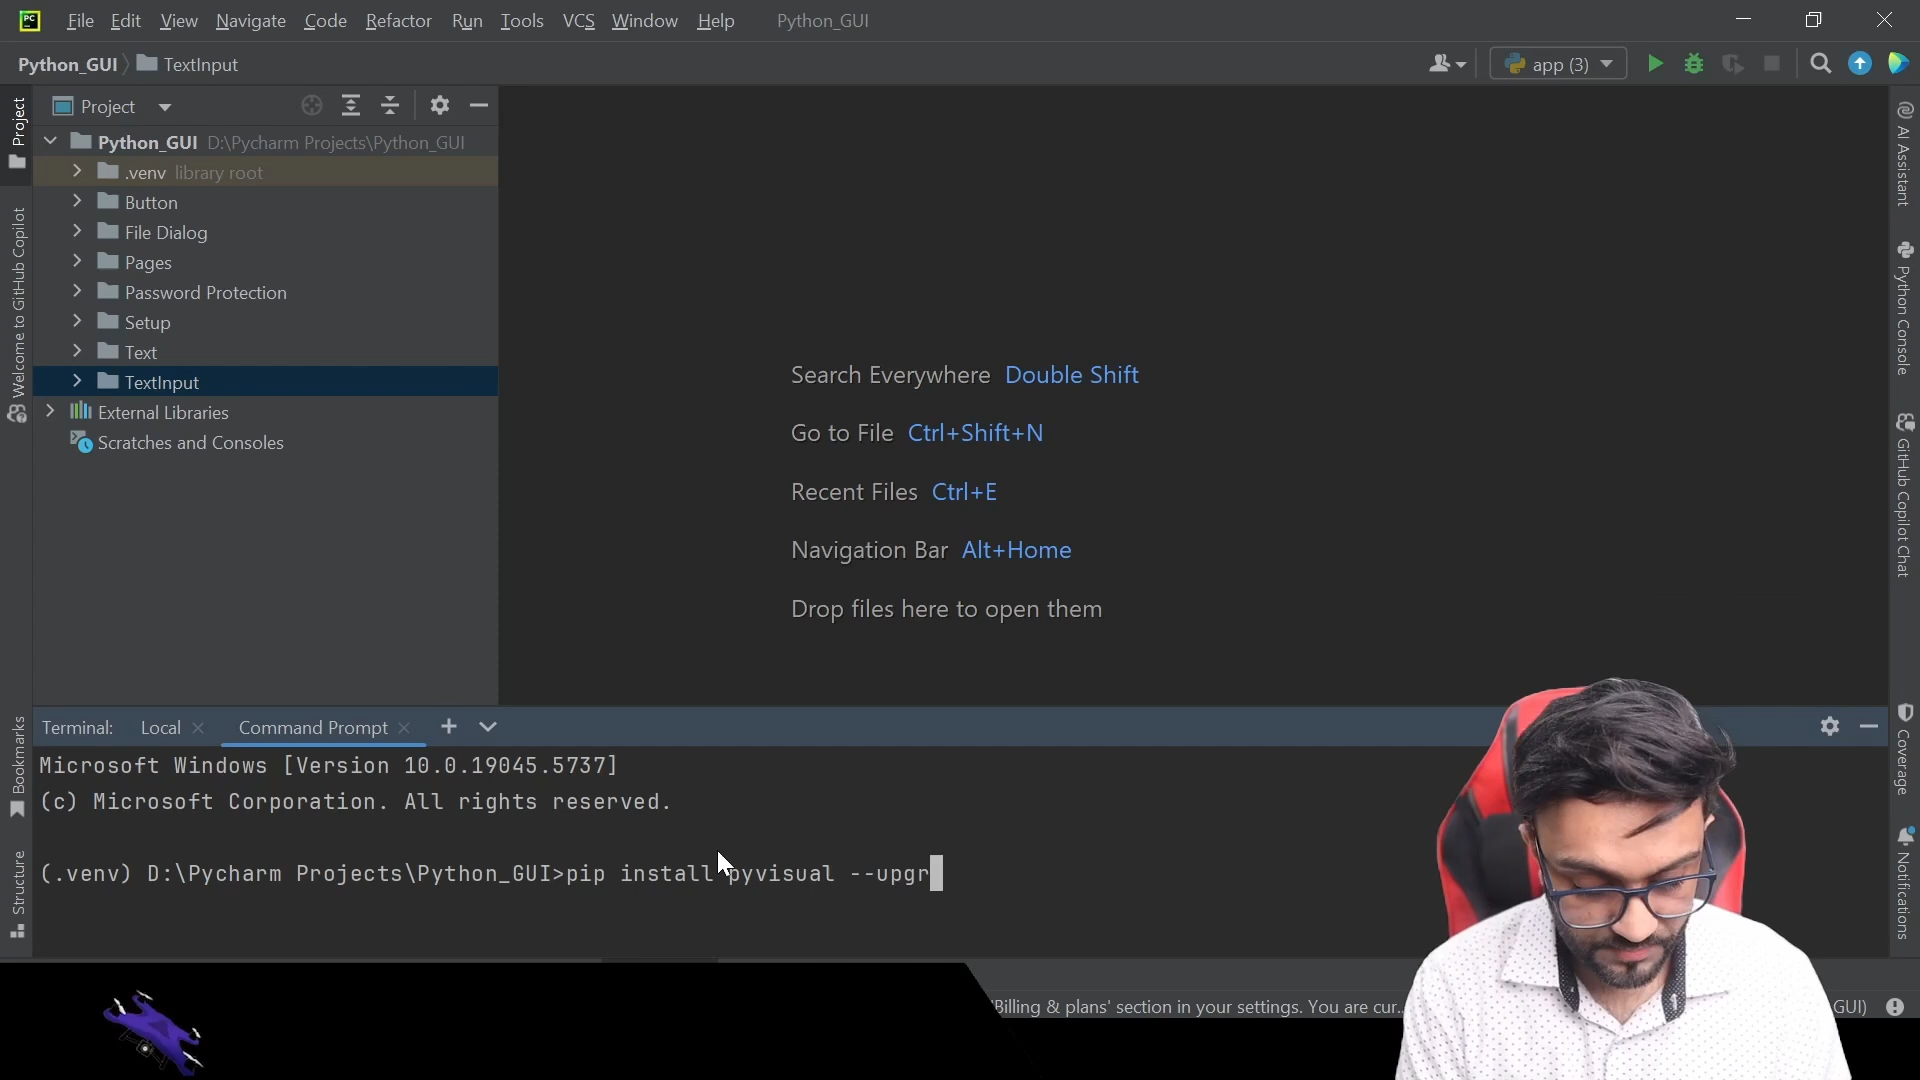 PC File Edit View Navigate Code Refactor Run Tools VCS Window Help Python_GUI
Python_GUI TextInput
app (3)
Project
Python_GUI D:\Pycharm Projects\Python_GUI
.venv library root
Button
File Dialog
Pages
Password Protection
Setup
Text
TextInput
External Libraries
Scratches and Consoles
Project
Welcome to GitHub Copilot
Bookmarks
Structure
Search Everywhere Double Shift
Go to File Ctrl+Shift+N
Recent Files Ctrl+E
Navigation Bar Alt+Home
Drop files here to open them
AI Assistant
Python Console
GitHub Copilot Chat
Coverage
Notifications
Terminal: Local Command Prompt
Microsoft Windows [Version 10.0.19045.5737]
(c) Microsoft Corporation. All rights reserved.
(.venv) D:\Pycharm Projects\Python_GUI>pip install pyvisual --upgr
'Billing & plans' section in your settings. You are cur..
GUI)